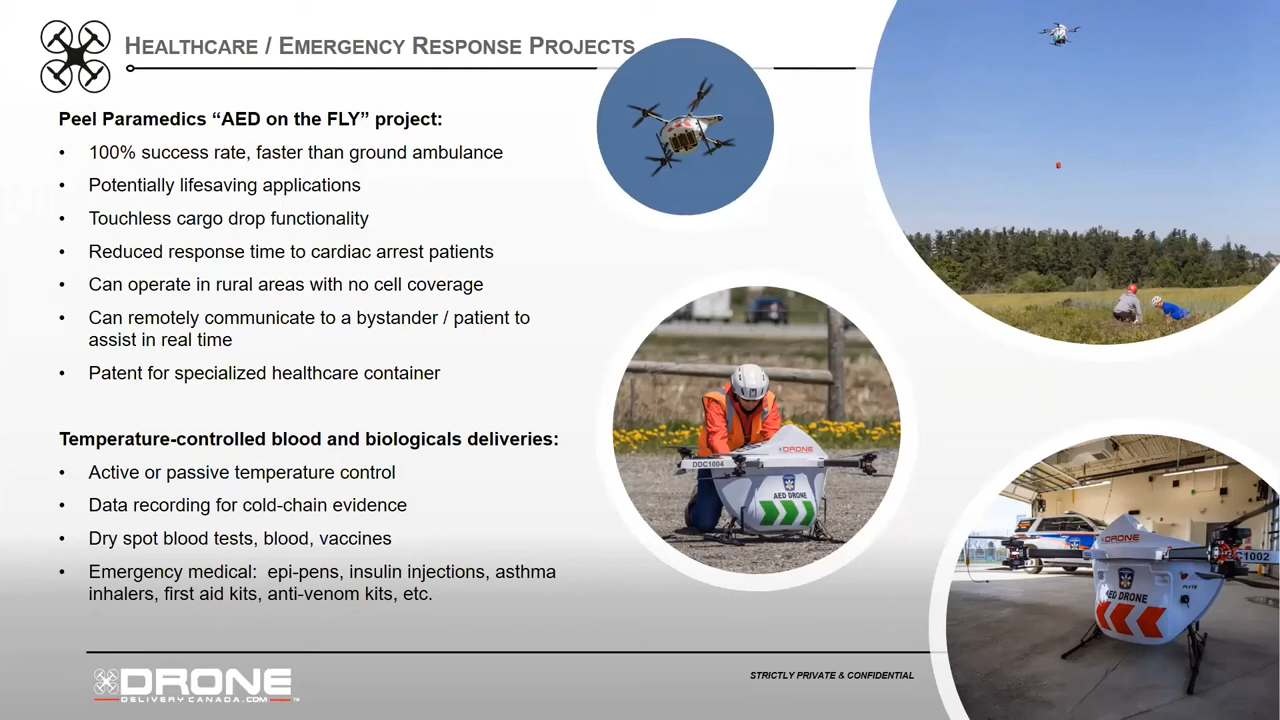 HEALTHCARE / EMERGENCY RESPONSE PROJECTS
Peel Paramedics “AED on the FLY” project:
• 100% success rate, faster than ground ambulance
• Potentially lifesaving applications
• Touchless cargo drop functionality
• Reduced response time to cardiac arrest patients
• Can operate in rural areas with no cell coverage
• Can remotely communicate to a bystander / patient to
assist in real time
• Patent for specialized healthcare container
Temperature-controlled blood and biologicals deliveries:
• Active or passive temperature control
• Data recording for cold-chain evidence
• Dry spot blood tests, blood, vaccines
• Emergency medical:  epi-pens, insulin injections, asthma
inhalers, first aid kits, anti-venom kits, etc.
DRONE
DDC1004
AED DRONE
DRONE
DC1002
AED DRONE
DRONE
DELIVERYCANADA.COM
STRICTLY PRIVATE & CONFIDENTIAL